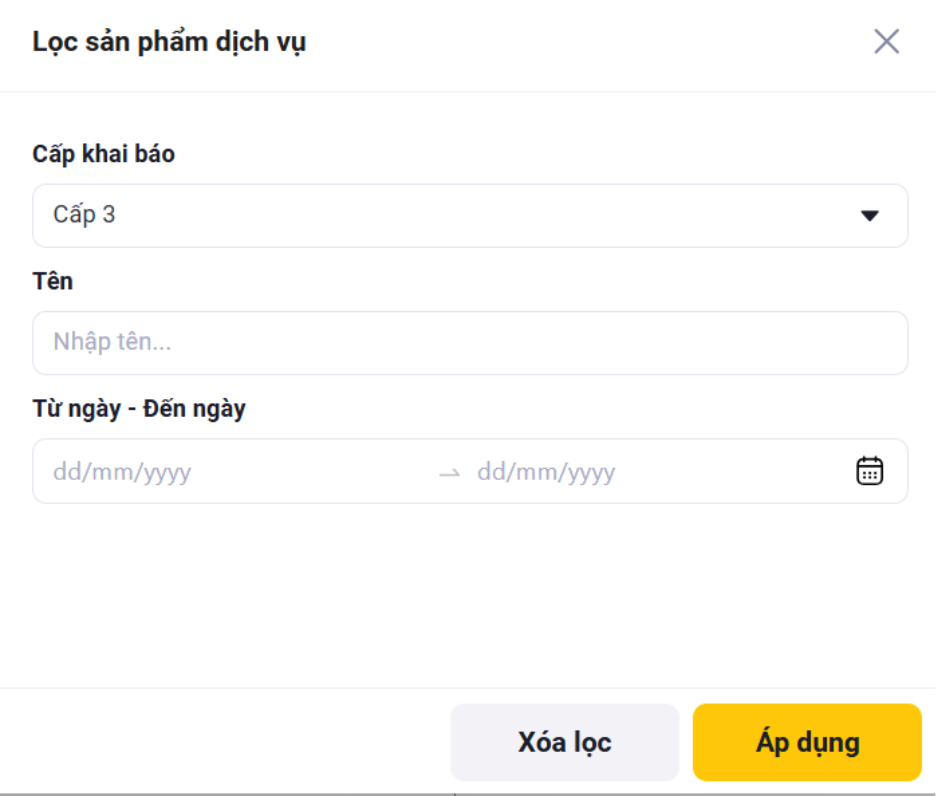 Lọc sản phẩm dịch vụ
Cấp khai báo
Cấp 3
Tên
Nhập tên...
Từ ngày - Đến ngày
dd/mm/yyyy → dd/mm/yyyy
Xóa lọc Áp dụng